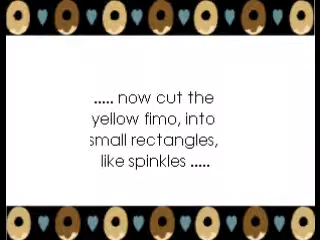 ..... now cut the
yellow fimo, into
small rectangles,
like spinkles .....